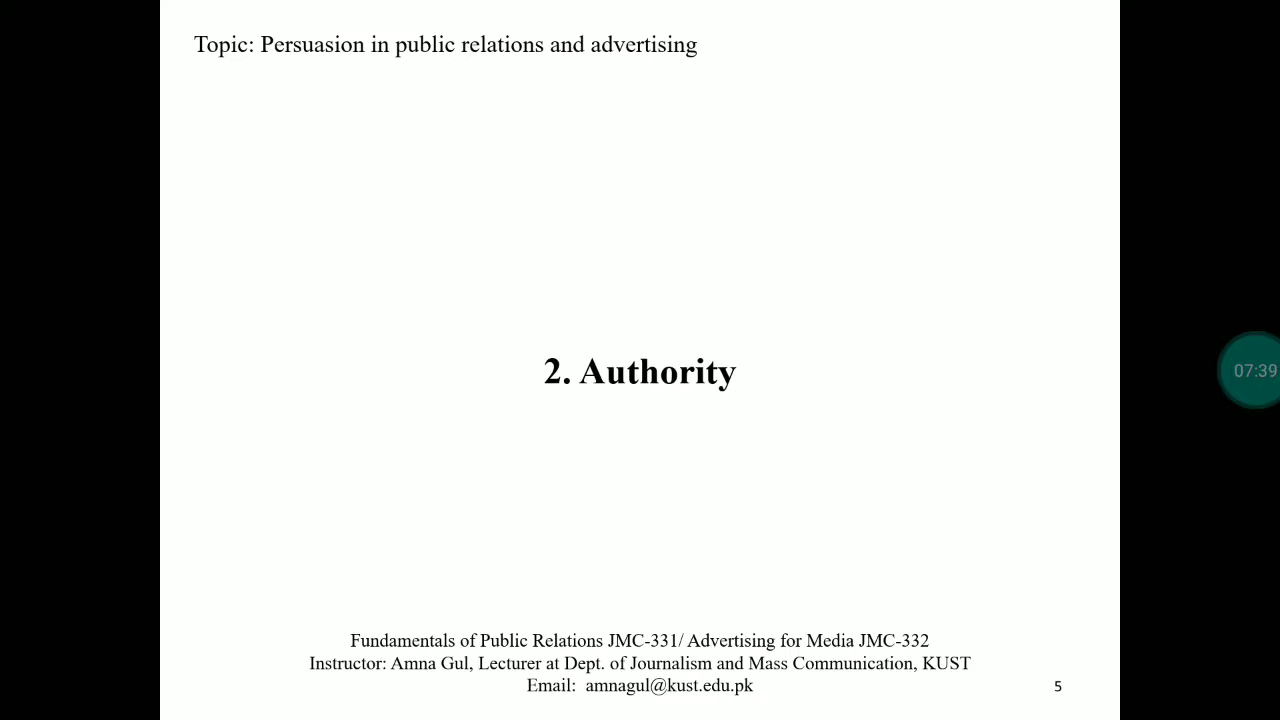 Topic: Persuasion in public relations and advertising
2. Authority
07:39
Fundamentals of Public Relations JMC-331/ Advertising for Media JMC-332
Instructor: Amna Gul, Lecturer at Dept. of Journalism and Mass Communication, KUST
Email:  amnagul@kust.edu.pk
5